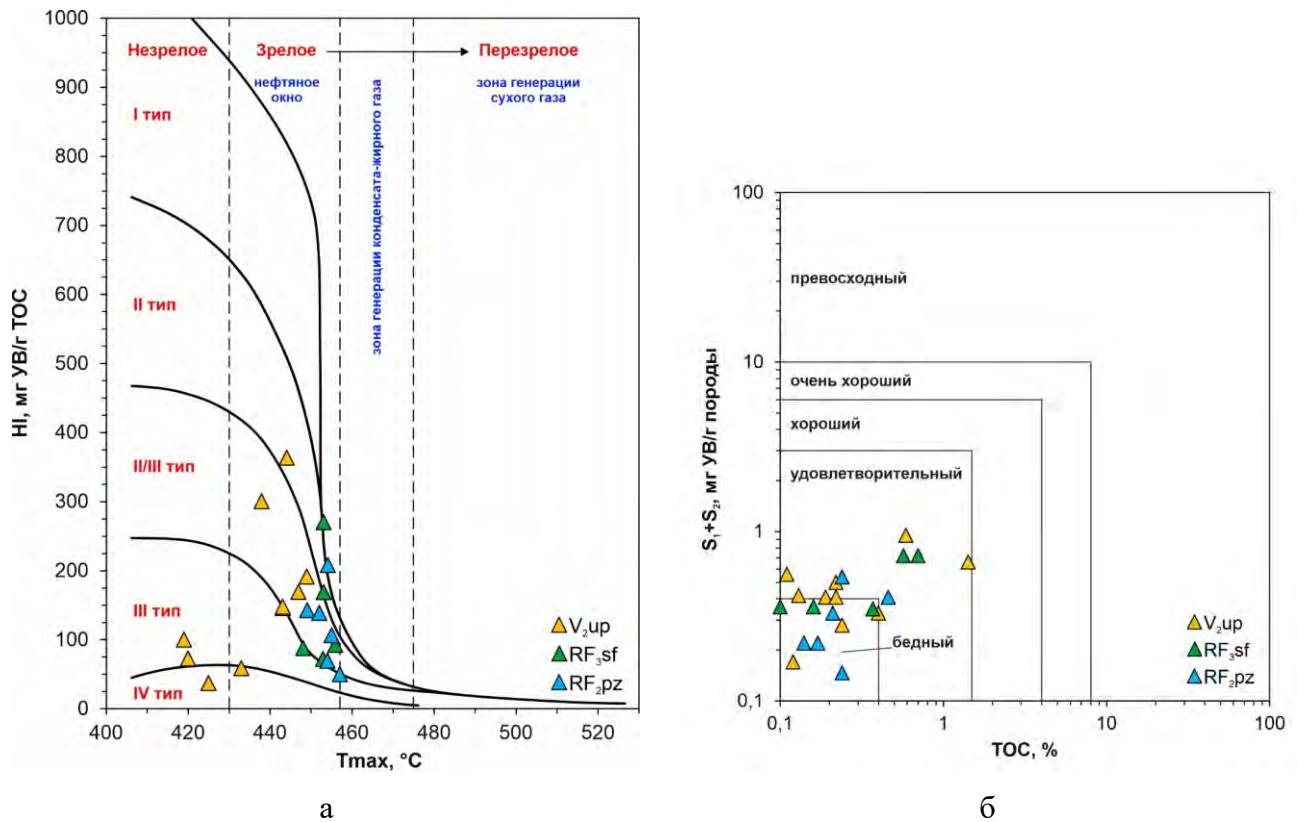 1000
900
800
700
600
500
400
300
200
100
0
HI, мг УВ/г ТОС
Незрелое
Зрелое
Перезрелое
нефтяное
окно
зона генерации
сухого газа
зона генерации конденсата-жирного газа
I тип
II тип
II/III тип
III тип
IV тип
V₂up
RF₃sf
RF₂pz
400 420 440 460 480 500 520
Tmax, °C
а
100
10
1
0,1
S₁+S₂, мг УВ/г породы
превосходный
очень хороший
хороший
удовлетворительный
бедный
V₂up
RF₃sf
RF₂pz
0,1 1 10 100
ТОС, %
б